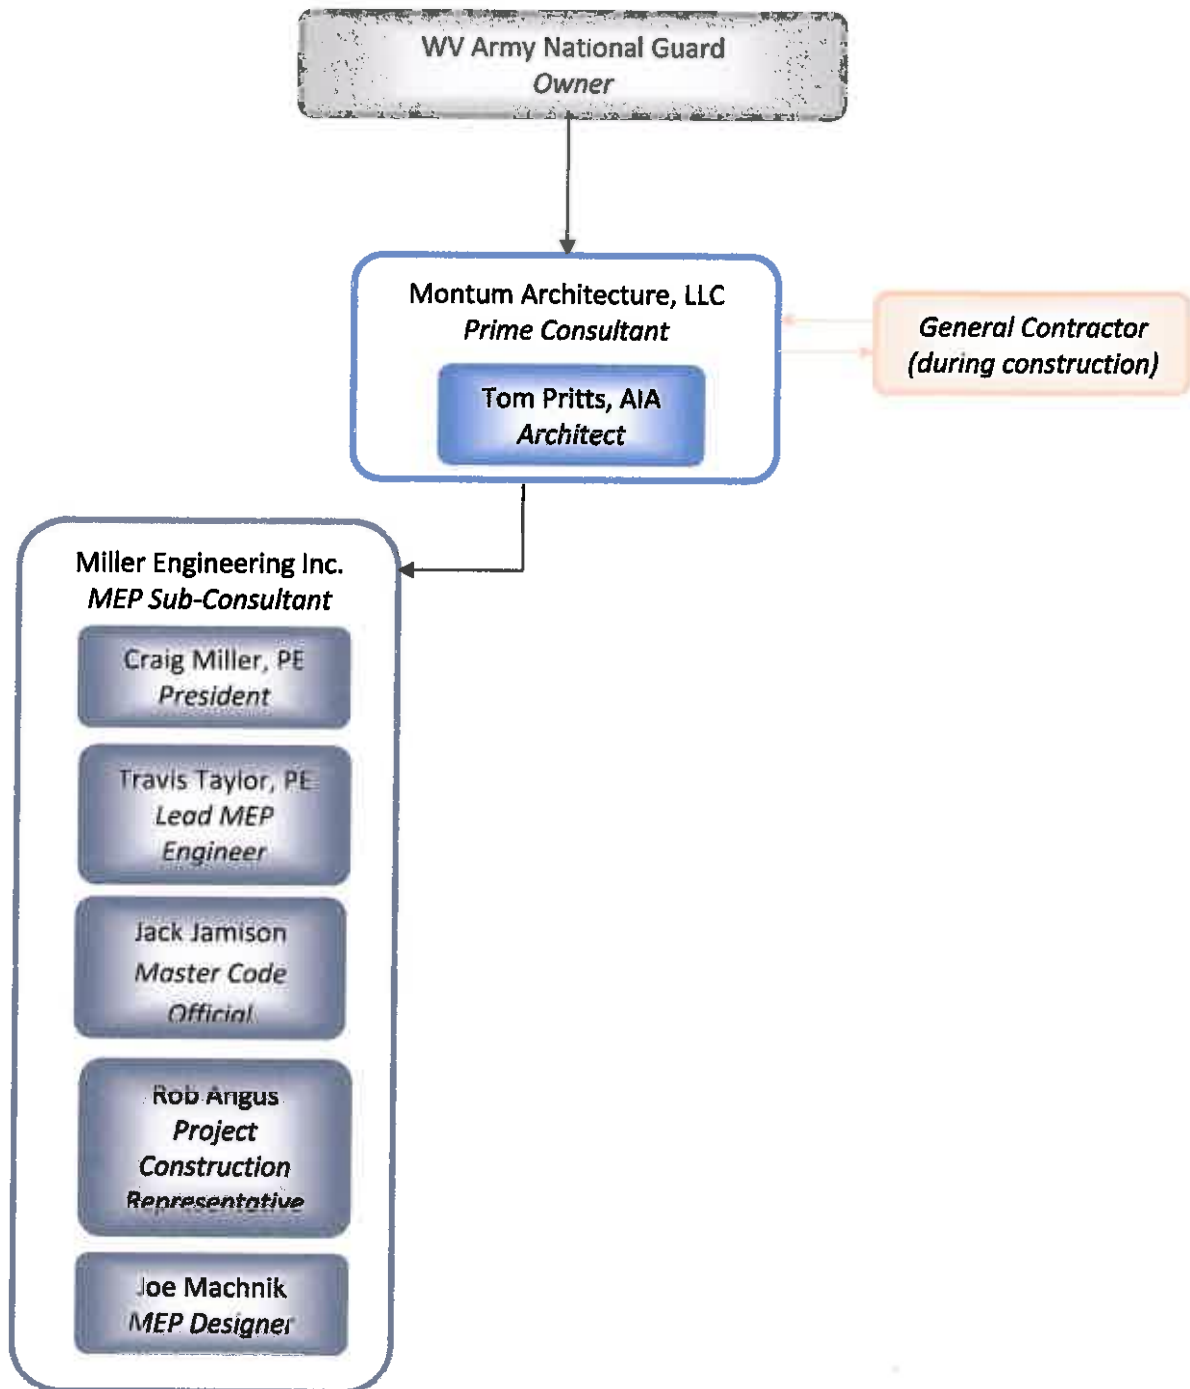 WV Army National Guard
Owner
Montum Architecture, LLC
Prime Consultant
Tom Pritts, AIA
Architect
General Contractor
(during construction)
Miller Engineering Inc.
MEP Sub-Consultant
Craig Miller, PE
President
Travis Taylor, PE
Lead MEP
Engineer
Jack Jamison
Master Code
Official
Rob Angus
Project
Construction
Representative
Joe Machnik
MEP Designer